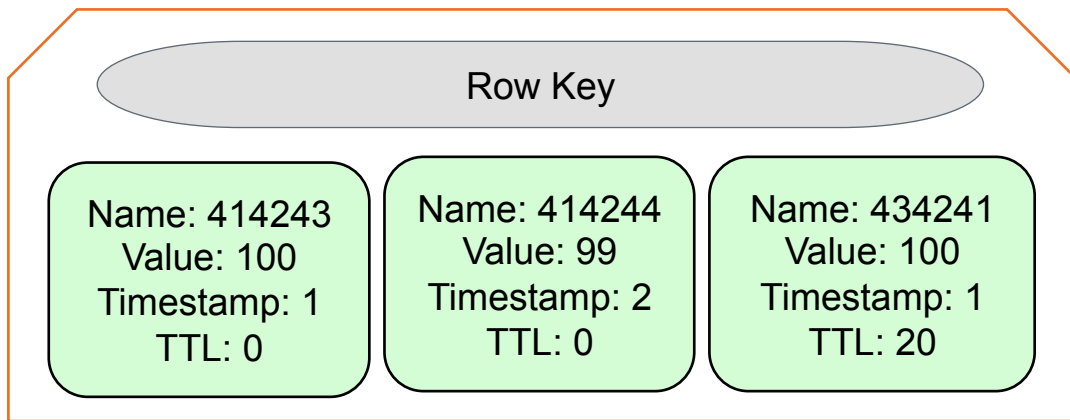 Row Key
Name: 414243
Value: 100
Timestamp: 1
TTL: 0
Name: 414244
Value: 99
Timestamp: 2
TTL: 0
Name: 434241
Value: 100
Timestamp: 1
TTL: 20